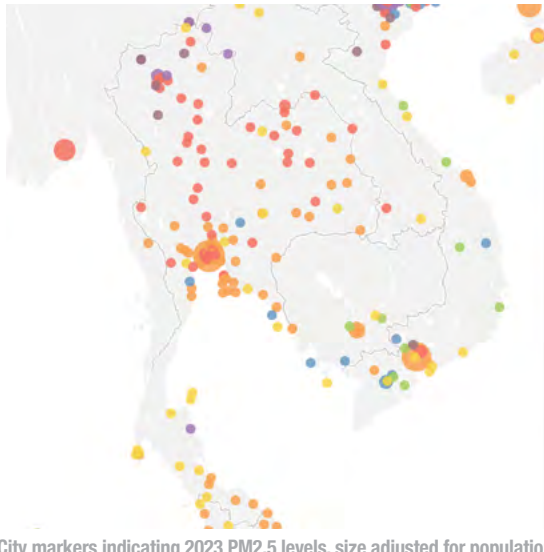 City markers indicating 2023 PM2.5 levels, size adjusted for populatio